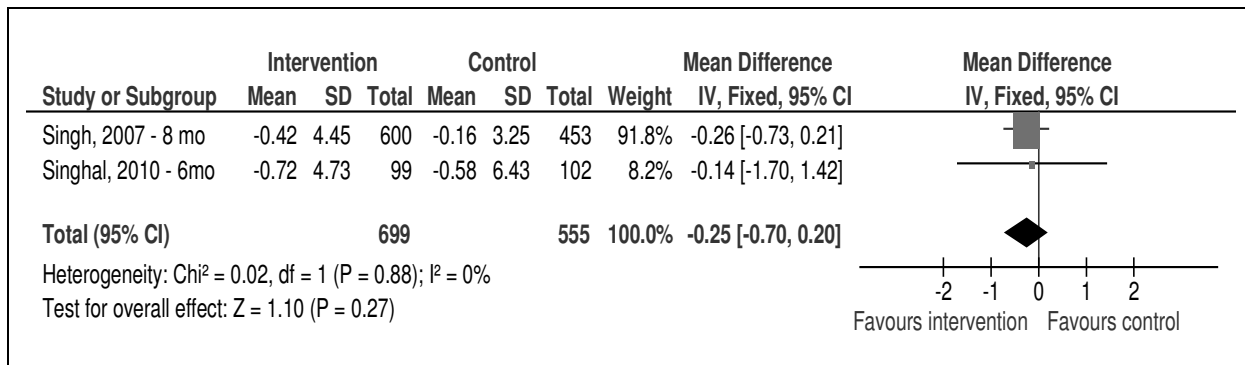 Intervention Control Mean Difference Mean Difference
Study or Subgroup Mean SD Total Mean SD Total Weight IV, Fixed, 95% CI IV, Fixed, 95% CI
Singh, 2007 - 8 mo -0.42 4.45 600 -0.16 3.25 453 91.8% -0.26 [-0.73, 0.21]
Singhal, 2010 - 6mo -0.72 4.73 99 -0.58 6.43 102 8.2% -0.14 [-1.70, 1.42]
Total (95% CI) 699 555 100.0% -0.25 [-0.70, 0.20]
Heterogeneity: Chi² = 0.02, df = 1 (P = 0.88); I² = 0%
Test for overall effect: Z = 1.10 (P = 0.27)
-2 -1 0 1 2
Favours intervention Favours control